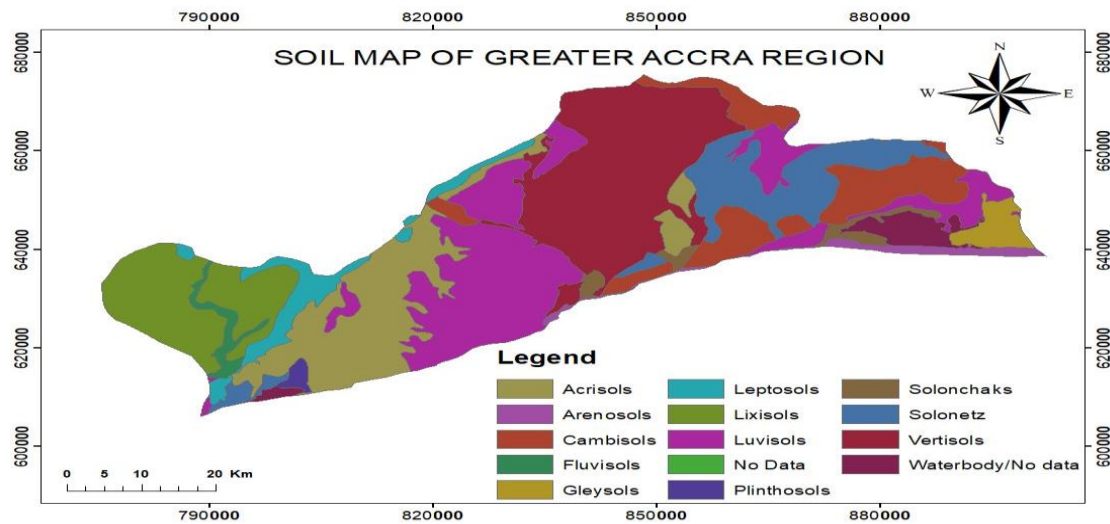 790000 820000 850000 880000
SOIL MAP OF GREATER ACCRA REGION
N
W E
S
680000 680000
660000 660000
640000 640000
620000 620000
600000 600000
Legend
Acrisols Leptosols Solonchaks
Arenosols Lixisols Solonetz
Cambisols Luvisols Vertisols
Fluvisols No Data Waterbody/No data
Gleysols Plinthosols
0 5 10 20 Km
790000 820000 850000 880000